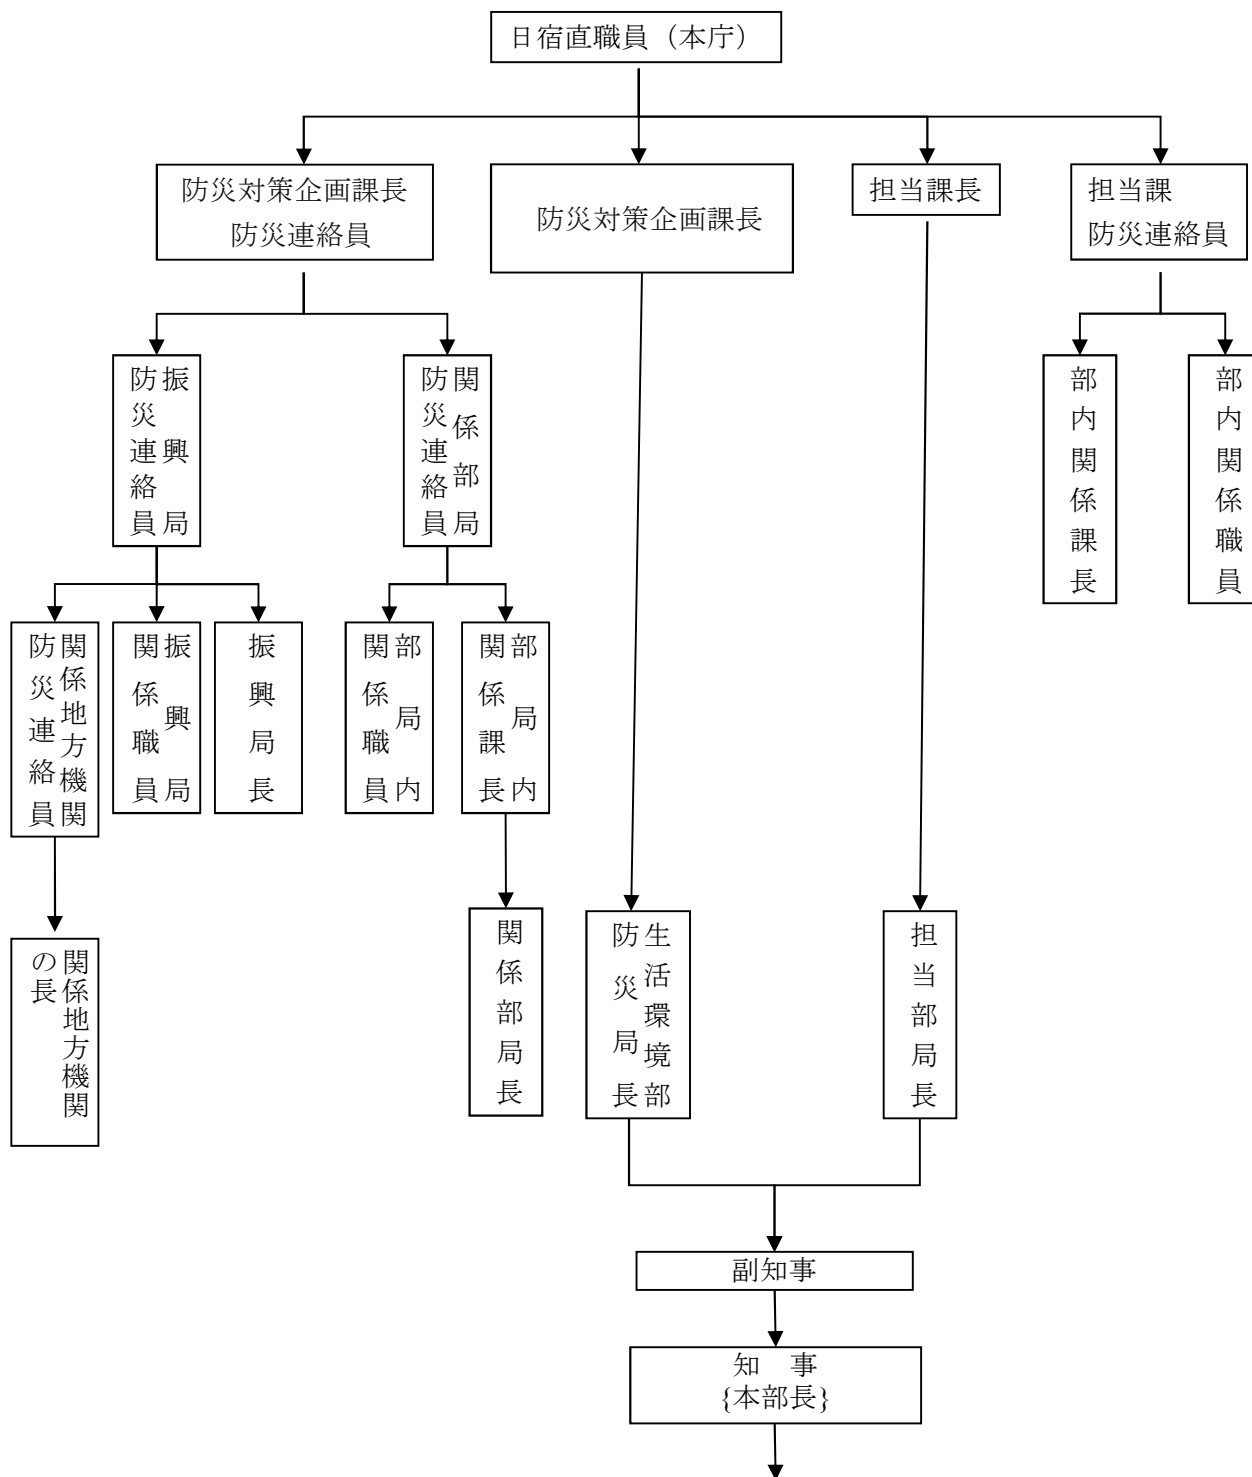 日宿直職員（本庁）
防災対策企画課長
防災連絡員
防災対策企画課長
担当課長
担当課
防災連絡員
振興局
防災連絡員
関係部局
防災連絡員
部内関係課長
部内関係職員
関係地方機関
防災連絡員
振興局
関係職員
振興局長
部局内
関係職員
部局内
関係課長
関係地方機関
の長
関係部局長
生活環境部
防災局長
担当部局長
副知事
知　事
{本部長}